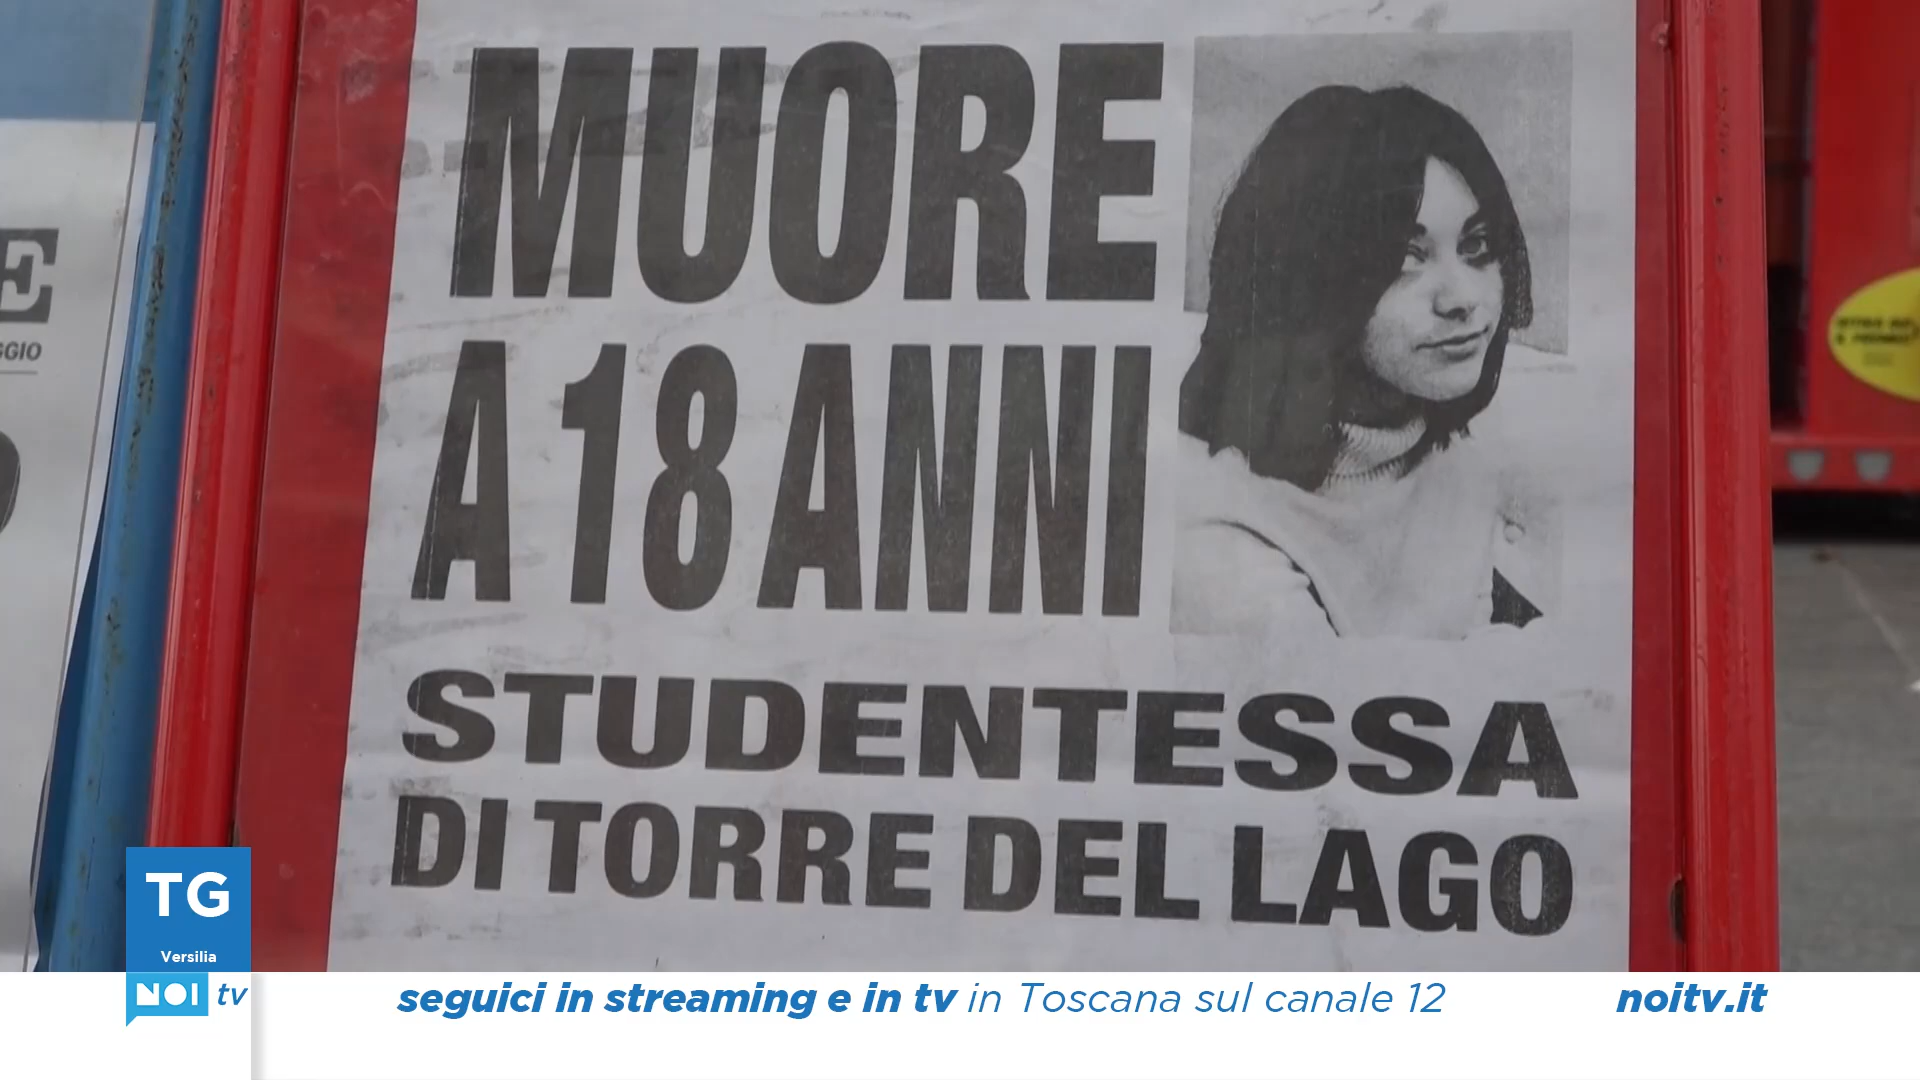 MUORE
A 18 ANNI
STUDENTESSA
DI TORRE DEL LAGO
E
GGIO
TG
Versilia
NOI tv
seguici in streaming e in tv in Toscana sul canale 12
noitv.it